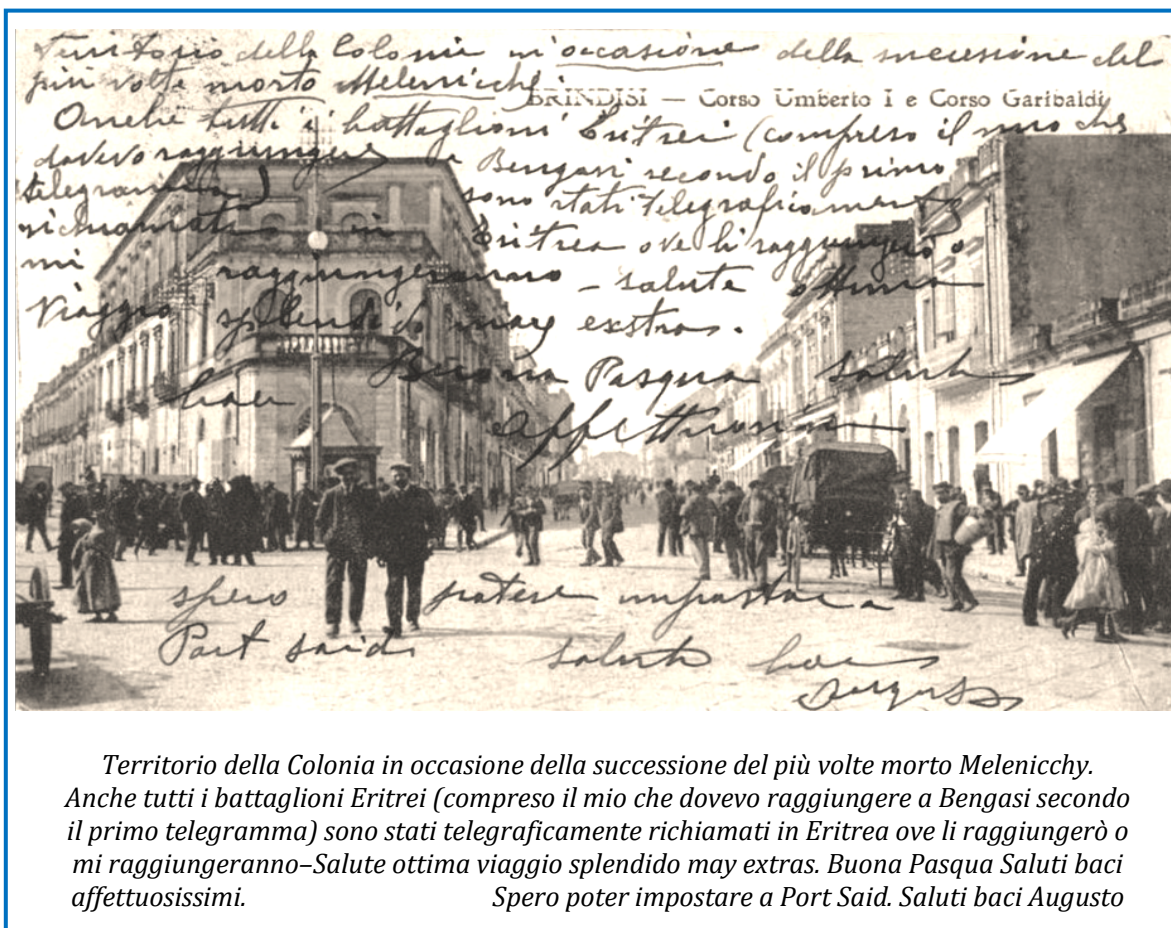 Territorio della Colonia in occasione della successione del
più volte morto Melenicchy.
BRINDISI — Corso Umberto I e Corso Garibaldi
Anche tutti i battaglioni Eritrei (compreso il mio che
dovevo raggiungere a Bengasi secondo il primo
telegramma) sono stati telegraficamente
richiamati in Eritrea ove li raggiungerò o
mi raggiungeranno – salute ottima
Viaggio splendido may exstras.
Buona Pasqua Saluti
baci affettuosissimi
spero potere impostare a
Port Said. Saluti baci
Augusto
Territorio della Colonia in occasione della successione del più volte morto Melenicchy.
Anche tutti i battaglioni Eritrei (compreso il mio che dovevo raggiungere a Bengasi secondo
il primo telegramma) sono stati telegraficamente richiamati in Eritrea ove li raggiungerò o
mi raggiungeranno–Salute ottima viaggio splendido may extras. Buona Pasqua Saluti baci
affettuosissimi. Spero poter impostare a Port Said. Saluti baci Augusto